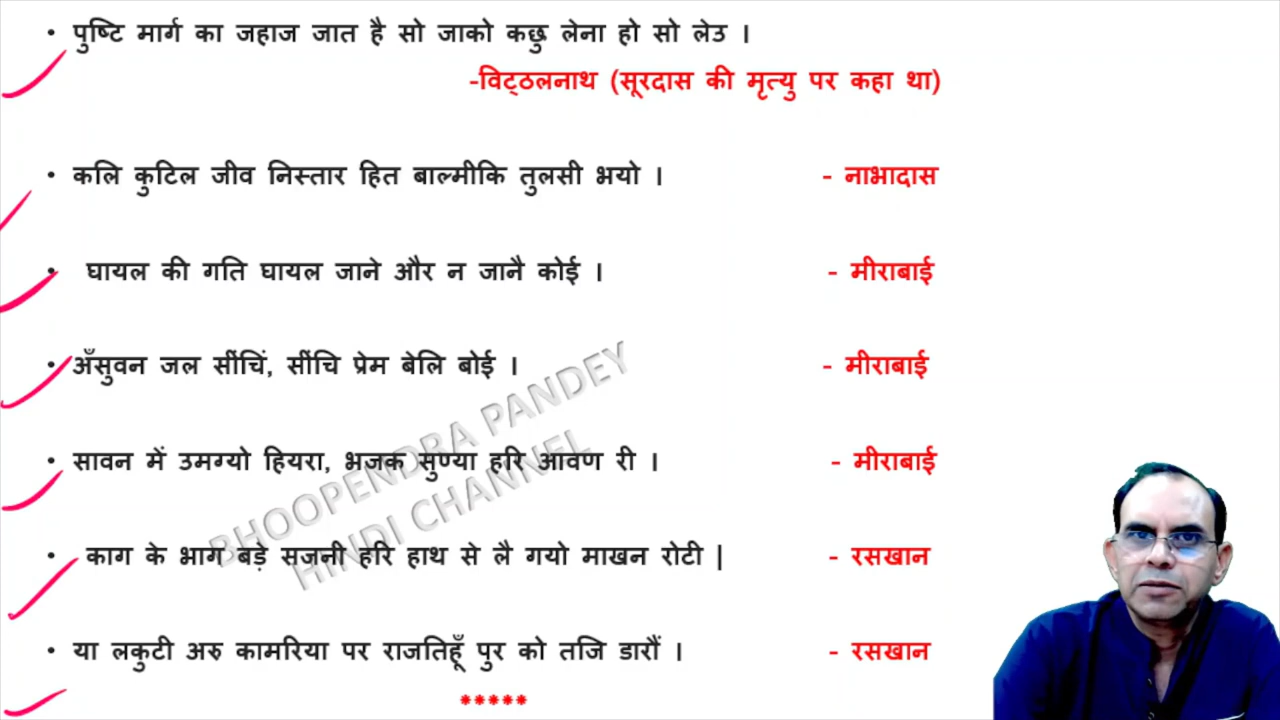 • पुष्टि मार्ग का जहाज जात है सो जाको कछु लेना हो सो लेउ ।
-विट्ठलनाथ (सूरदास की मृत्यु पर कहा था)
• कलि कुटिल जीव निस्तार हित बाल्मीकि तुलसी भयो । - नाभादास
• घायल की गति घायल जाने और न जानै कोई । - मीराबाई
• अँसुवन जल सींचिं, सींचि प्रेम बेलि बोई । - मीराबाई
• सावन में उमग्यो हियरा, भजक सुण्या हरि आवण री । - मीराबाई
• काग के भाग बड़े सजनी हरि हाथ से लै गयो माखन रोटी | - रसखान
• या लकुटी अरु कामरिया पर राजतिहूँ पुर को तजि डारौं । - रसखान
*****
BHOOPENDRA PANDEY
HINDI CHANNEL